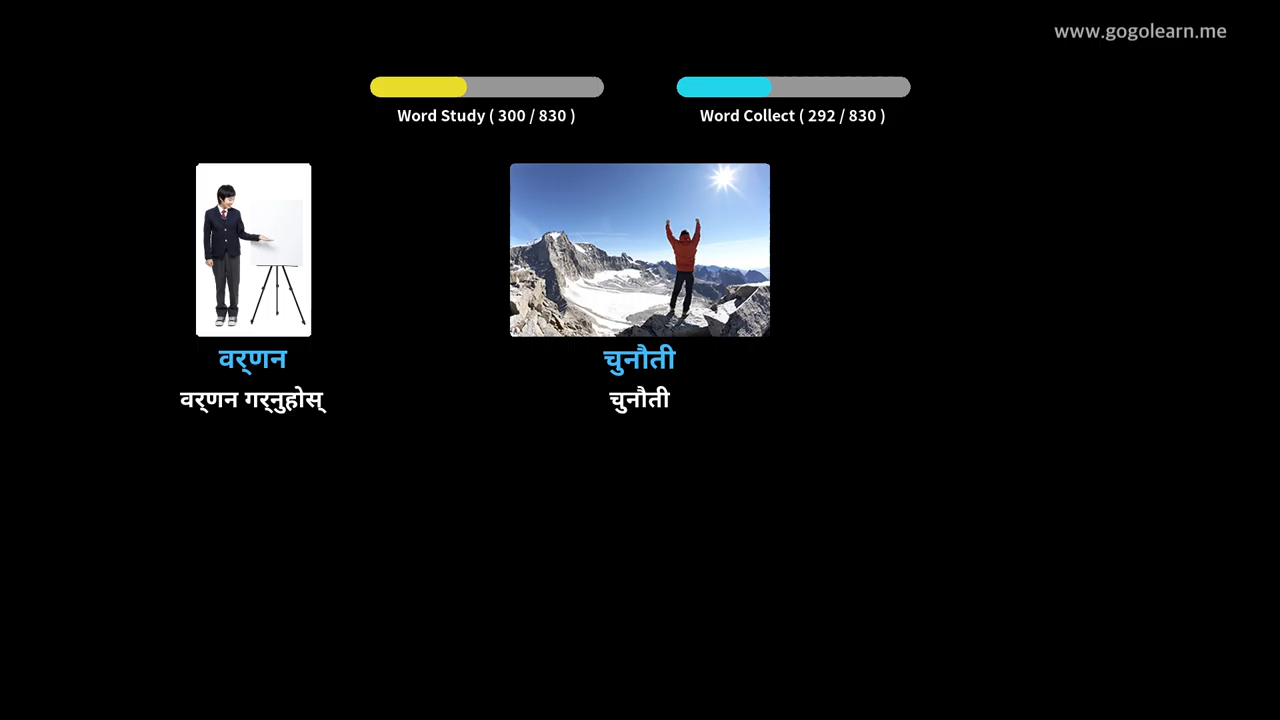 www.gogolearn.me
Word Study ( 300 / 830 )
Word Collect ( 292 / 830 )
वर्‍णन
चुनौती
वर्‍णन गर्‍नुहोस्
चुनौती